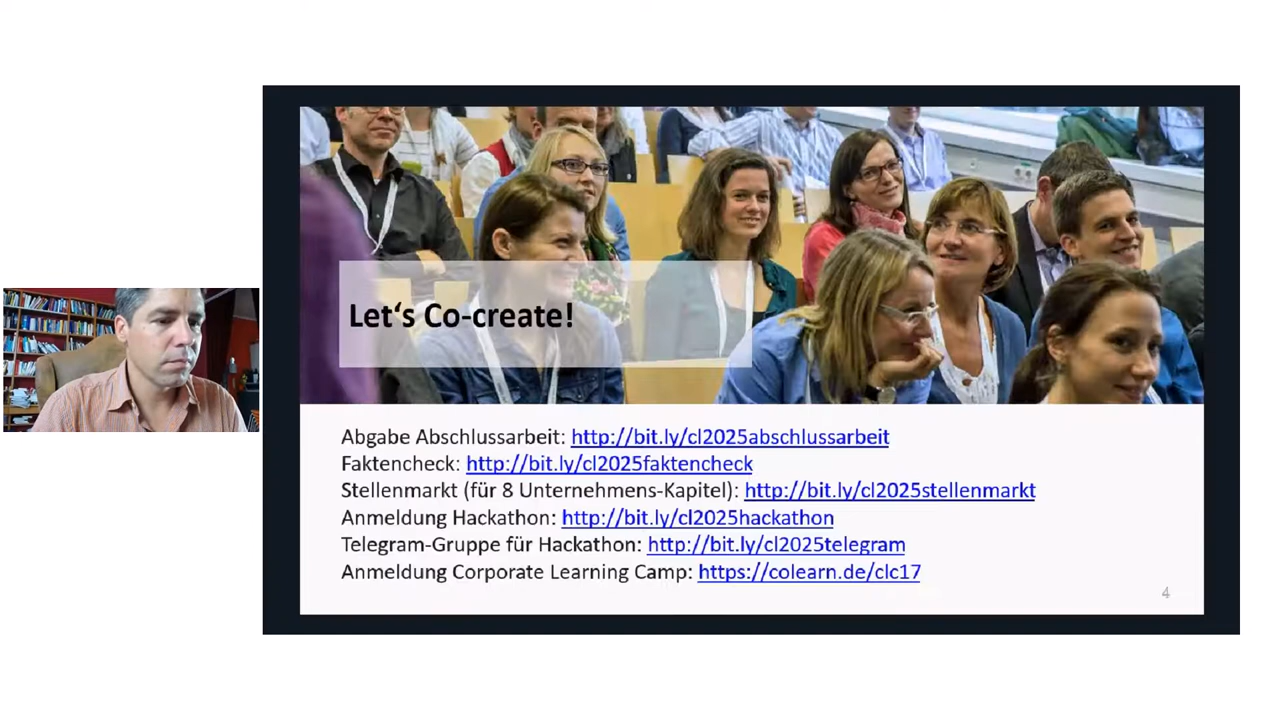 Let‘s Co-create!
Abgabe Abschlussarbeit: http://bit.ly/cl2025abschlussarbeit
Faktencheck: http://bit.ly/cl2025faktencheck
Stellenmarkt (für 8 Unternehmens-Kapitel): http://bit.ly/cl2025stellenmarkt
Anmeldung Hackathon: http://bit.ly/cl2025hackathon
Telegram-Gruppe für Hackathon: http://bit.ly/cl2025telegram
Anmeldung Corporate Learning Camp: https://colearn.de/clc17
4